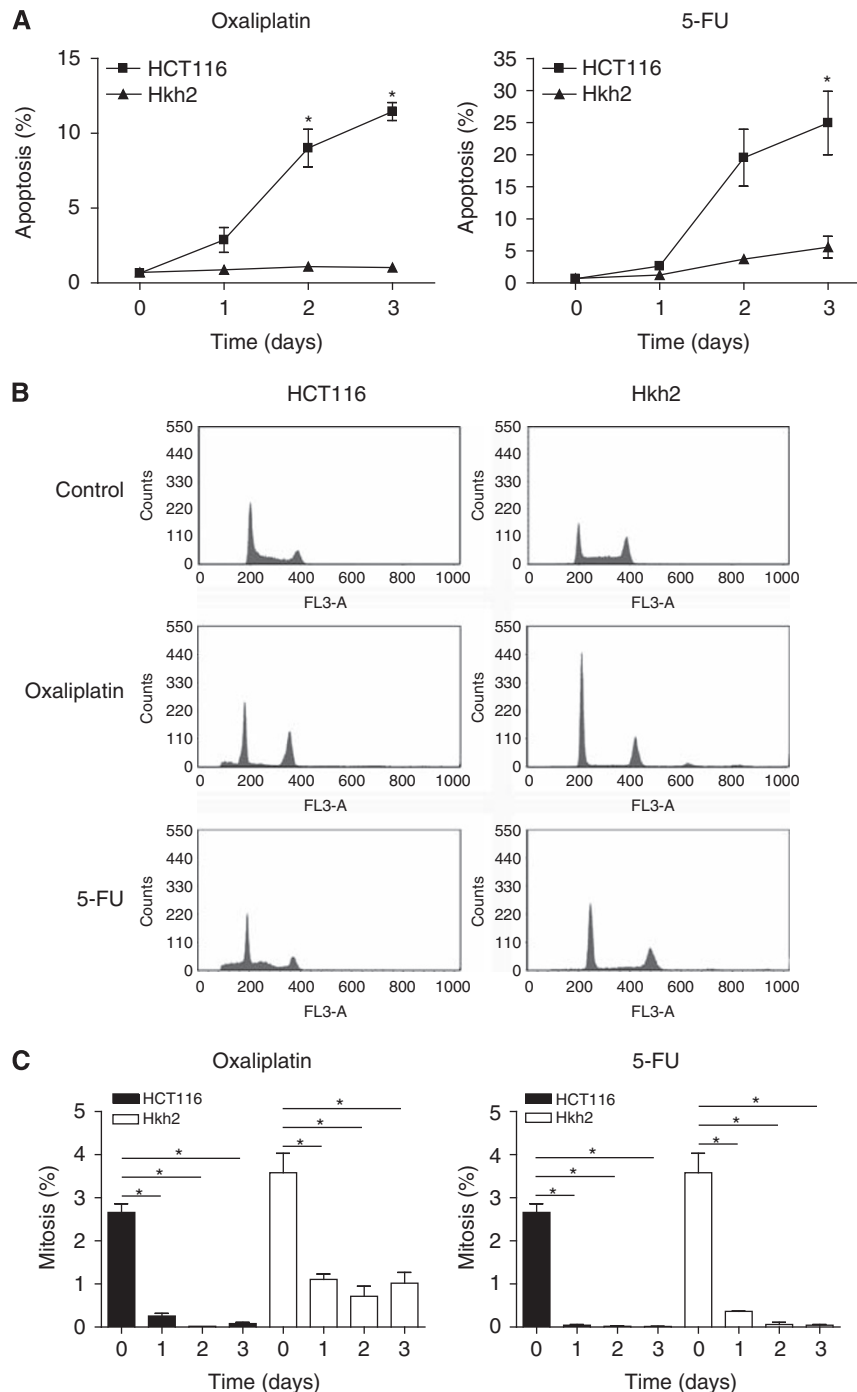 A
Oxaliplatin
5-FU
15
10
5
0
Apoptosis (%)
HCT116
Hkh2
*
*
0 1 2 3
Time (days)
35
30
25
20
15
10
5
0
Apoptosis (%)
HCT116
Hkh2
*
0 1 2 3
Time (days)
B
HCT116
Hkh2
Control
550
440
330
220
110
0
Counts
0 200 400 600 800 1000
FL3-A
550
440
330
220
110
0
Counts
0 200 400 600 800 1000
FL3-A
Oxaliplatin
550
440
330
220
110
0
Counts
0 200 400 600 800 1000
FL3-A
550
440
330
220
110
0
Counts
0 200 400 600 800 1000
FL3-A
5-FU
550
440
330
220
110
0
Counts
0 200 400 600 800 1000
FL3-A
550
440
330
220
110
0
Counts
0 200 400 600 800 1000
FL3-A
C
Oxaliplatin
5-FU
HCT116
Hkh2
5
4
3
2
1
0
Mitosis (%)
*
*
*
*
*
*
0 1 2 3 0 1 2 3
Time (days)
HCT116
Hkh2
5
4
3
2
1
0
Mitosis (%)
*
*
*
*
*
*
0 1 2 3 0 1 2 3
Time (days)